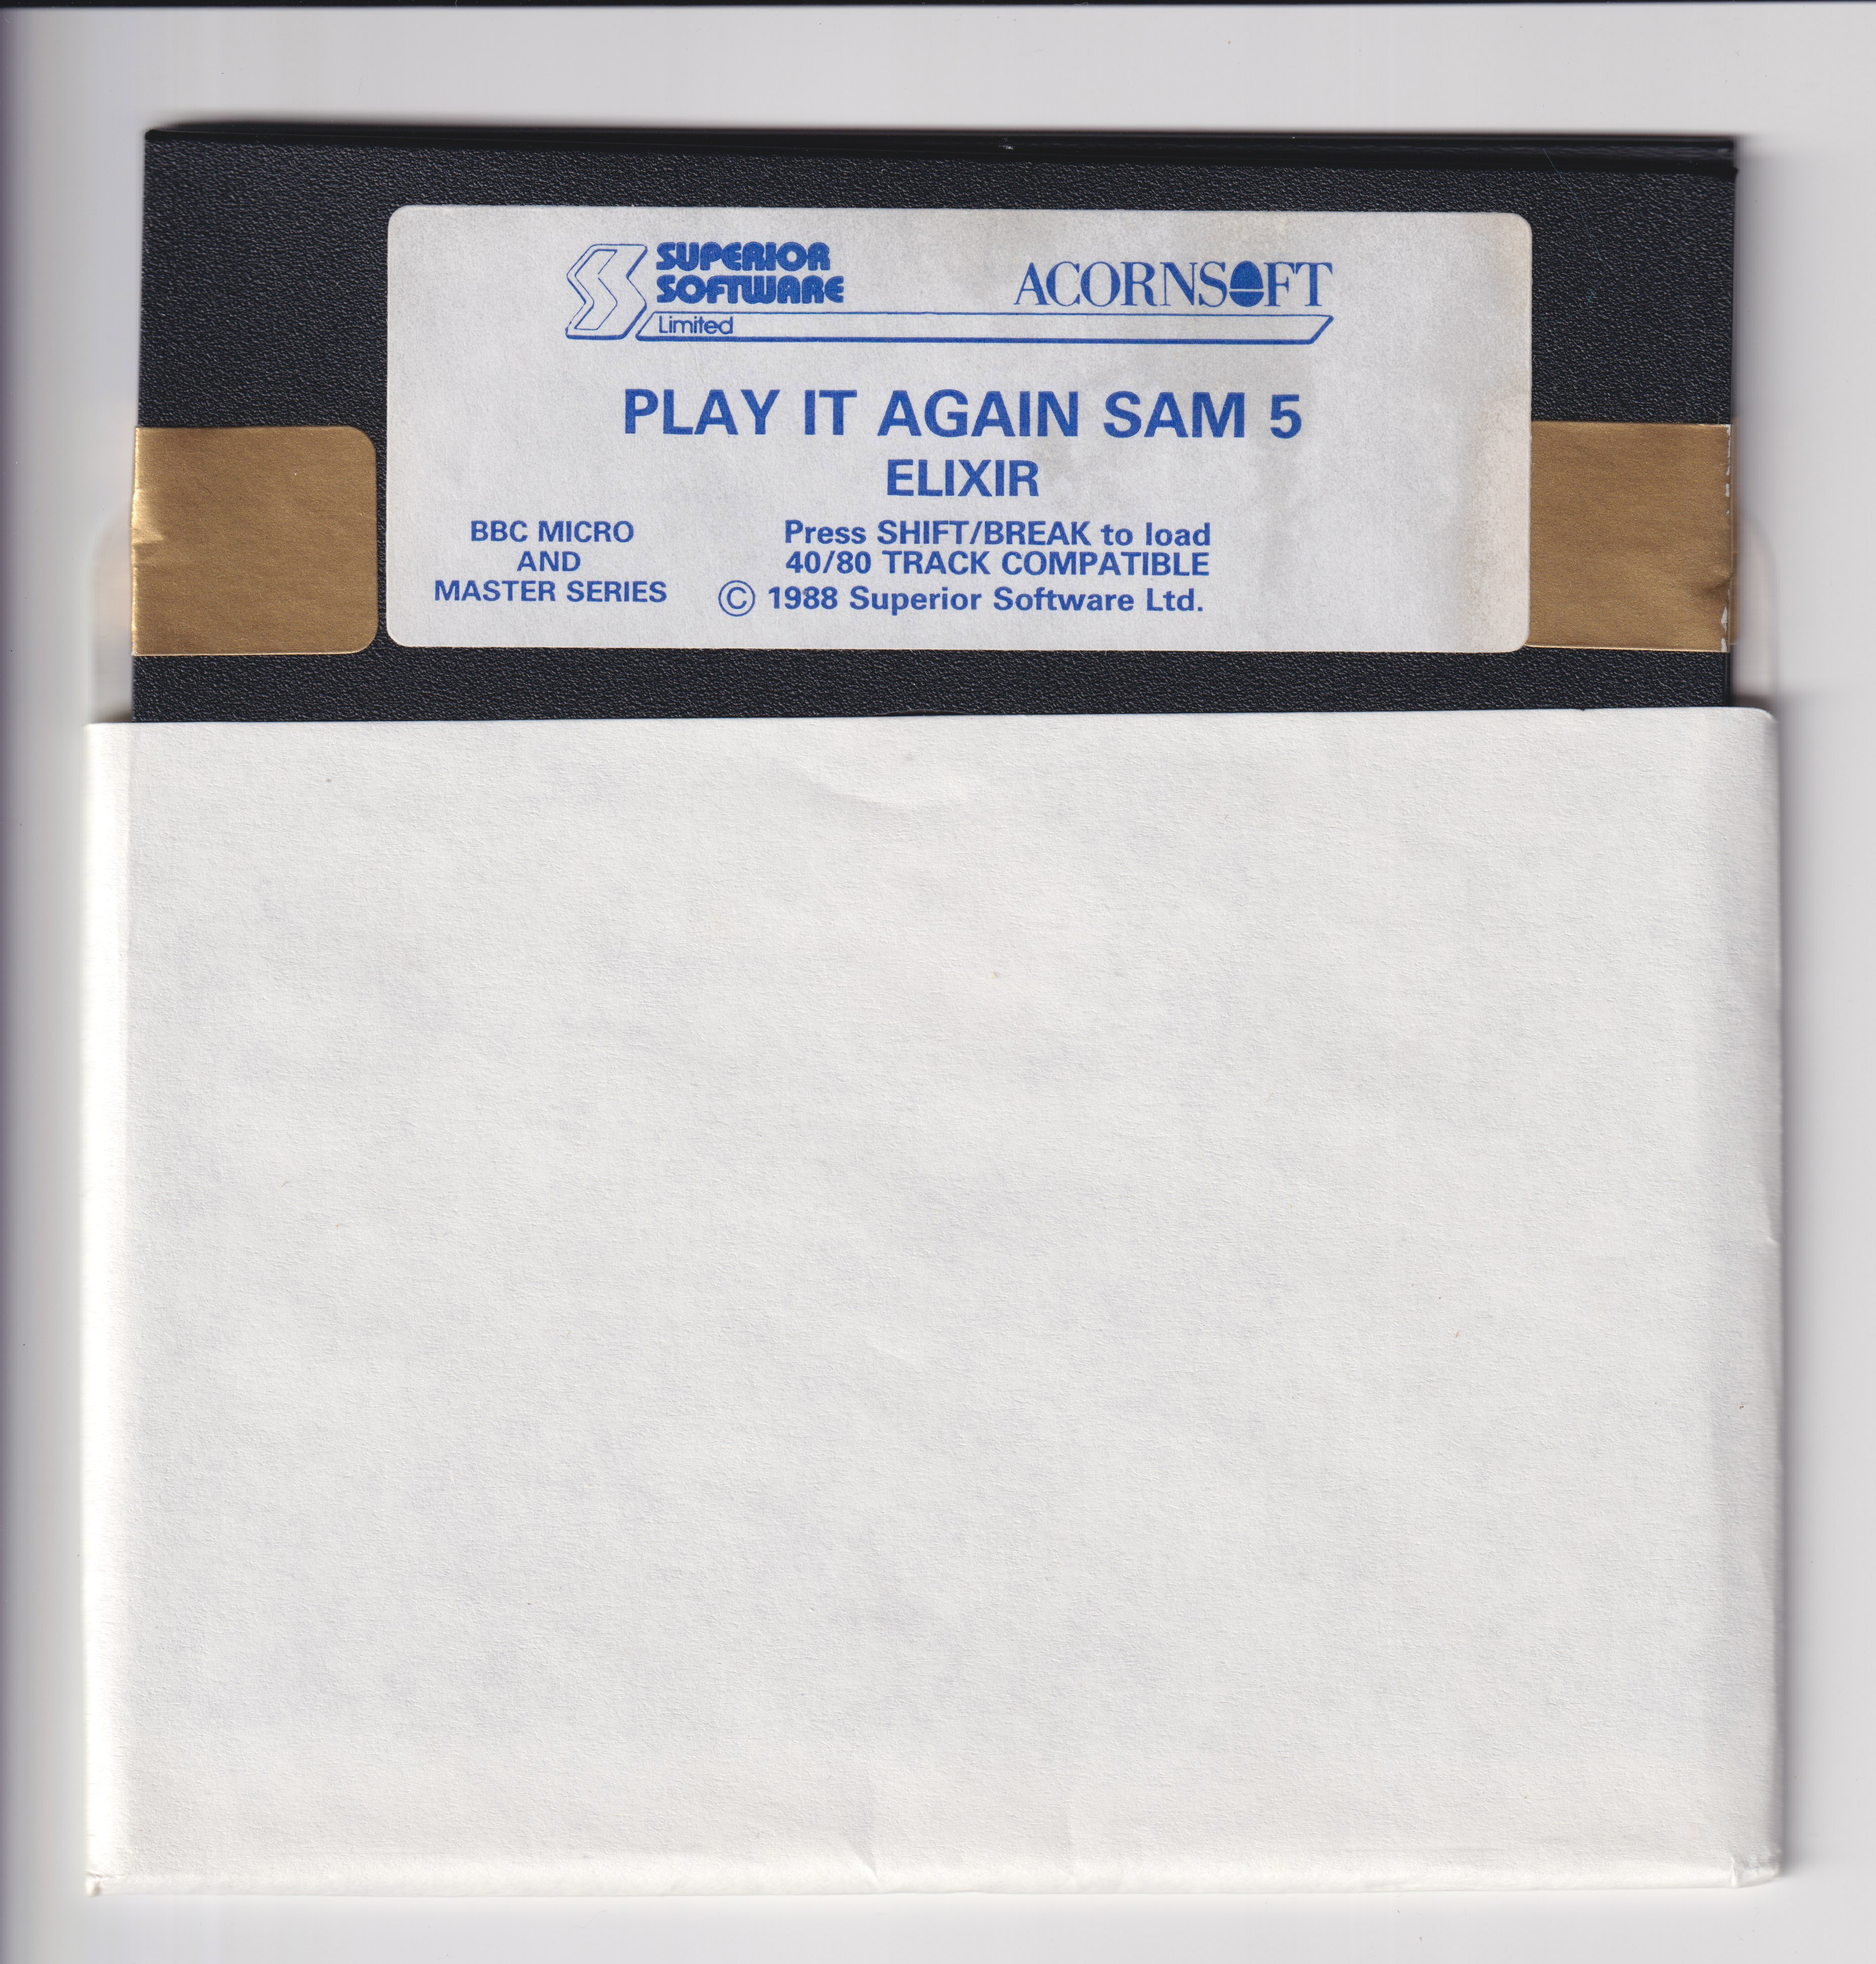 SUPERIOR
SOFTWARE
Limited
ACORNSOFT
PLAY IT AGAIN SAM 5
ELIXIR
BBC MICRO
AND
MASTER SERIES
Press SHIFT/BREAK to load
40/80 TRACK COMPATIBLE
© 1988 Superior Software Ltd.